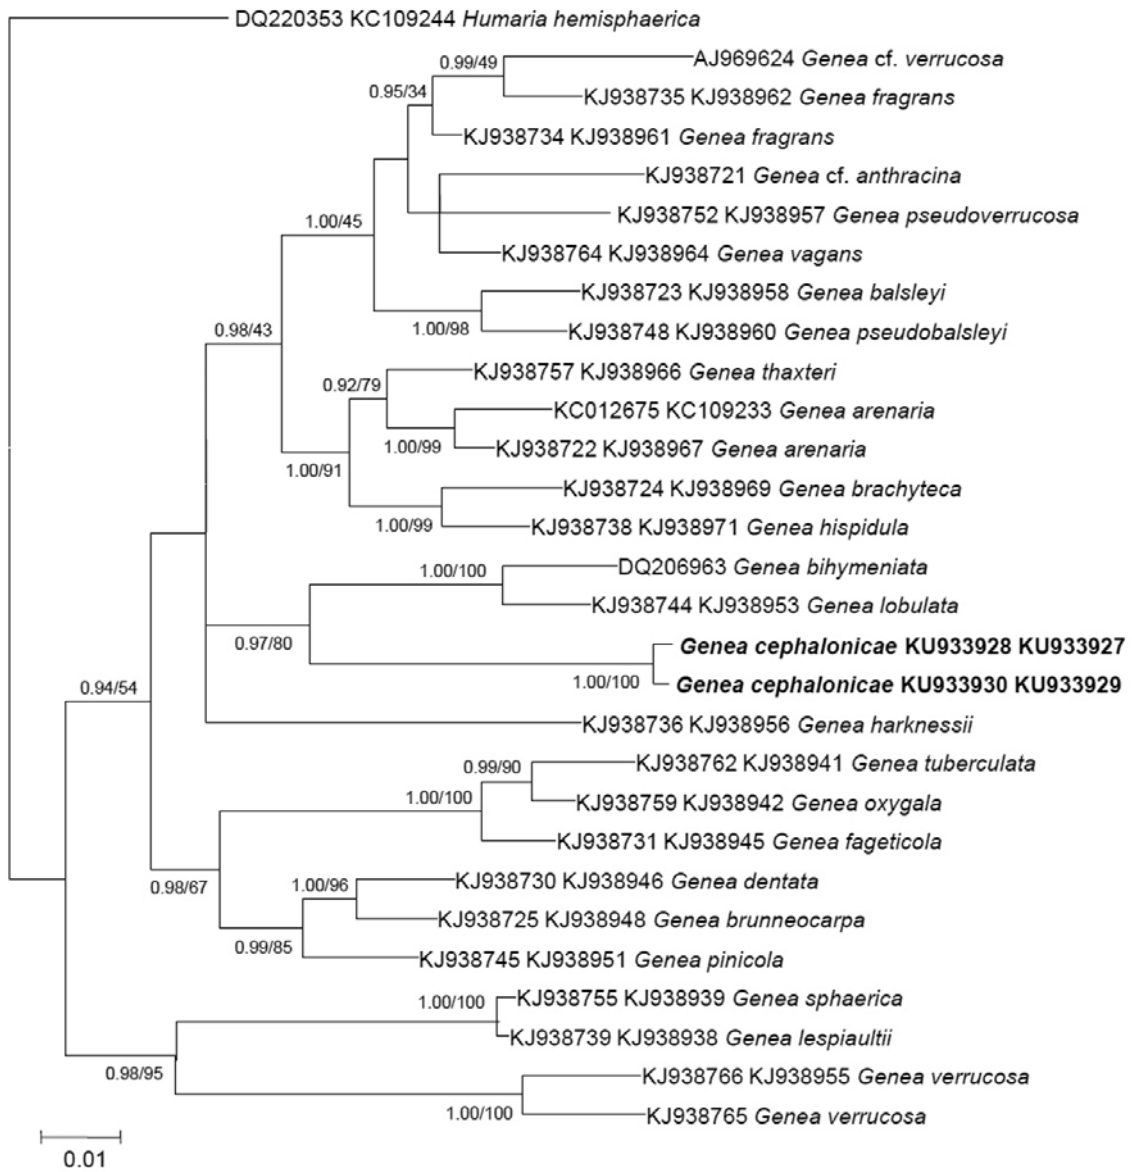 DQ220353 KC109244 Humaria hemisphaerica
0.99/49
AJ969624 Genea cf. verrucosa
0.95/34
KJ938735 KJ938962 Genea fragrans
KJ938734 KJ938961 Genea fragrans
KJ938721 Genea cf. anthracina
1.00/45
KJ938752 KJ938957 Genea pseudoverrucosa
KJ938764 KJ938964 Genea vagans
KJ938723 KJ938958 Genea balsleyi
0.98/43
1.00/98
KJ938748 KJ938960 Genea pseudobalsleyi
KJ938757 KJ938966 Genea thaxteri
0.92/79
KC012675 KC109233 Genea arenaria
1.00/99
KJ938722 KJ938967 Genea arenaria
1.00/91
KJ938724 KJ938969 Genea brachyteca
1.00/99
KJ938738 KJ938971 Genea hispidula
1.00/100
DQ206963 Genea bihymeniata
KJ938744 KJ938953 Genea lobulata
0.97/80
Genea cephalonicae KU933928 KU933927
1.00/100
Genea cephalonicae KU933930 KU933929
0.94/54
KJ938736 KJ938956 Genea harknessii
0.99/90
KJ938762 KJ938941 Genea tuberculata
1.00/100
KJ938759 KJ938942 Genea oxygala
KJ938731 KJ938945 Genea fageticola
0.98/67
1.00/96
KJ938730 KJ938946 Genea dentata
KJ938725 KJ938948 Genea brunneocarpa
0.99/85
KJ938745 KJ938951 Genea pinicola
1.00/100
KJ938755 KJ938939 Genea sphaerica
KJ938739 KJ938938 Genea lespiaultii
0.98/95
KJ938766 KJ938955 Genea verrucosa
1.00/100
KJ938765 Genea verrucosa
0.01